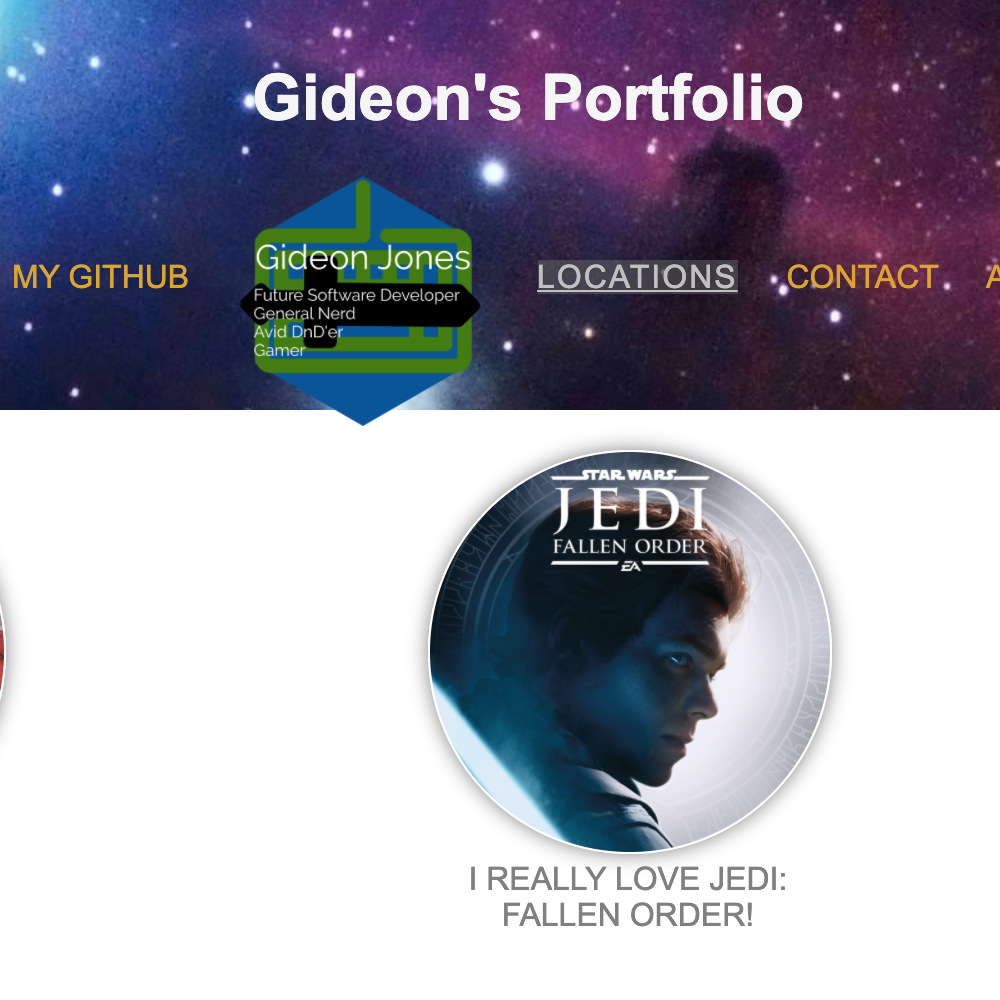 Gideon's Portfolio
MY GITHUB
Gideon Jones
Future Software Developer
General Nerd
Avid DnD'er
Gamer
LOCATIONS
CONTACT
STAR WARS
JEDI
FALLEN ORDER
EA
I REALLY LOVE JEDI:
FALLEN ORDER!